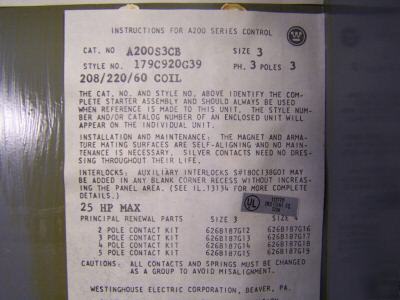 INSTRUCTIONS FOR A200 SERIES CONTROL
CAT. NO A200S3CB SIZE 3
STYLE NO. 179C920G39 PH. 3 POLES 3
208/220/60 COIL
THE CAT. NO. AND STYLE NO. ABOVE IDENTIFY THE COM-
PLETE STARTER ASSEMBLY AND SHOULD ALWAYS BE USED
WHEN REFERENCE IS MADE TO THIS UNIT. THE STYLE NUM-
BER AND/OR CATALOG NUMBER OF AN ENCLOSED UNIT WILL
APPEAR ON THE INDIVIDUAL UNIT.
INSTALLATION AND MAINTENANCE: THE MAGNET AND ARMA-
TURE MATING SURFACES ARE SELF-ALIGNING AND NO MAIN-
TENANCE IS NECESSARY. SILVER CONTACTS NEED NO DRES-
SING THROUGHOUT THEIR LIFE.
INTERLOCKS: AUXILIARY INTERLOCKS S#180C138G01 MAY BE
ADDED IN ANY BLANK CORNER RECESS WITHOUT INCREAS-
ING THE PANEL AREA. (SEE IL.13134 FOR MORE COMPLETE
DETAILS.)
25 HP MAX
PRINCIPAL RENEWAL PARTS SIZE 3 SIZE 4
2 POLE CONTACT KIT 626B187G12 626B187G16
3 POLE CONTACT KIT 626B187G13 626B187G17
4 POLE CONTACT KIT 626B187G14 626B187G18
5 POLE CONTACT KIT 626B187G15 626B187G19
CAUTIONS: ALL CONTACTS AND SPRINGS MUST BE CHANGED
AS A GROUP TO AVOID MISALIGNMENT.
WESTINGHOUSE ELECTRIC CORPORATION, BEAVER, PA.